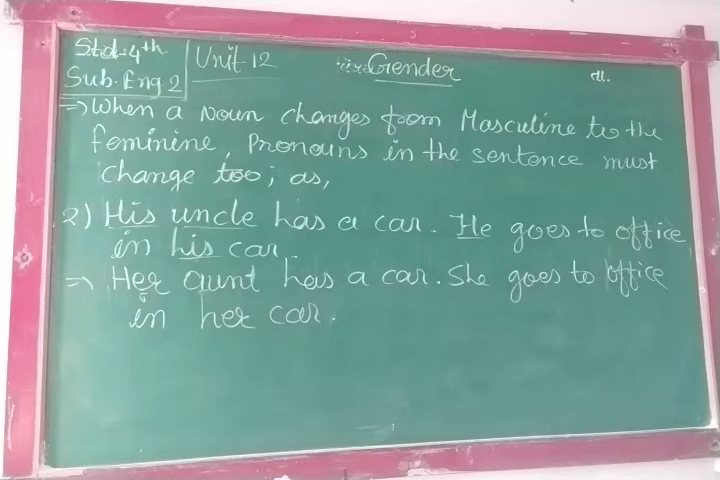 Std-4th
Sub. Eng 2
Unit-12
Gender
dt.
⇒ When a Noun changes from Masculine to the
feminine, Pronouns in the sentence must
change too; as,
2) His uncle has a car. He goes to office
in his car.
⇒ Her aunt has a car. She goes to office
in her car.